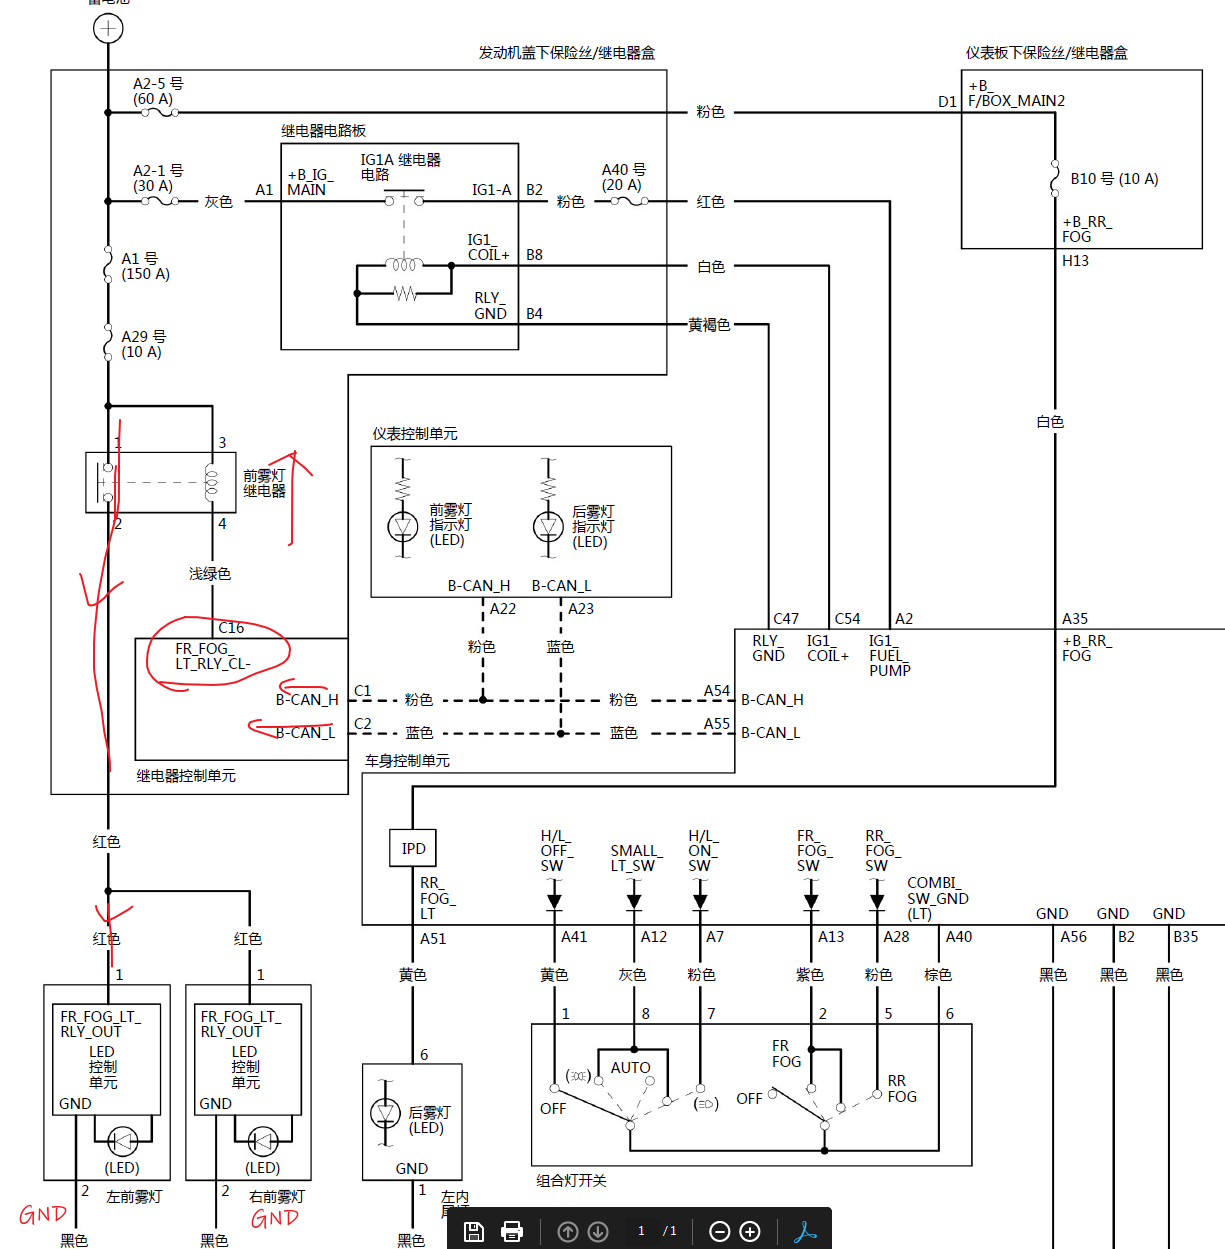 蓄电池
发动机盖下保险丝/继电器盒
仪表板下保险丝/继电器盒
A2-5 号
(60 A)
粉色
D1
+B_
F/BOX_MAIN2
继电器电路板
A2-1 号
(30 A)
灰色
A1
+B_IG_
MAIN
IG1A 继电器
电路
IG1-A
B2
粉色
A40 号
(20 A)
红色
B10 号 (10 A)
+B_RR_
FOG
H13
IG1_
COIL+
B8
白色
A1 号
(150 A)
RLY_
GND
B4
黄褐色
A29 号
(10 A)
白色
1
3
前雾灯
继电器
2
4
浅绿色
C16
仪表控制单元
前雾灯
指示灯
(LED)
后雾灯
指示灯
(LED)
B-CAN_H
B-CAN_L
A22
A23
粉色
蓝色
C47
C54
A2
A35
RLY_
GND
IG1_
COIL+
IG1_
FUEL_
PUMP
+B_RR_
FOG
FR_FOG_
LT_RLY_CL-
B-CAN_H
C1
粉色
粉色
A54
B-CAN_H
B-CAN_L
C2
蓝色
蓝色
A55
B-CAN_L
继电器控制单元
车身控制单元
红色
IPD
RR_
FOG_
LT
H/L_
OFF_
SW
SMALL_
LT_SW
H/L_
ON_
SW
FR_
FOG_
SW
RR_
FOG_
SW
COMBI_
SW_GND
(LT)
GND
GND
GND
A51
A41
A12
A7
A13
A28
A40
A56
B2
B35
红色
红色
黄色
黄色
灰色
粉色
紫色
粉色
棕色
黑色
黑色
黑色
1
1
6
1
8
7
2
5
6
FR_FOG_LT_
RLY_OUT
LED
控制
单元
GND
(LED)
FR_FOG_LT_
RLY_OUT
LED
控制
单元
GND
(LED)
后雾灯
(LED)
GND
OFF
AUTO
OFF
FR
FOG
RR
FOG
组合灯开关
2
左前雾灯
2
右前雾灯
1
左内
GND
GND
黑色
黑色
黑色
1 / 1